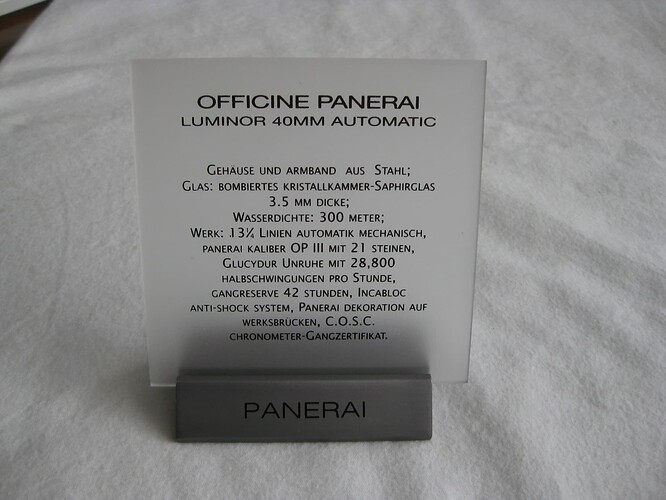 OFFICINE PANERAI
LUMINOR 40MM AUTOMATIC
GEHÄUSE UND ARMBAND AUS STAHL;
GLAS: BOMBIERTES KRISTALLKAMMER-SAPHIRGLAS
3.5 MM DICKE;
WASSERDICHTE: 300 METER;
WERK: 13¼ LINIEN AUTOMATIK MECHANISCH,
PANERAI KALIBER OP III MIT 21 STEINEN,
GLUCYDUR UNRUHE MIT 28,800
HALBSCHWINGUNGEN PRO STUNDE,
GANGRESERVE 42 STUNDEN, INCABLOC
ANTI-SHOCK SYSTEM, PANERAI DEKORATION AUF
WERKSBRÜCKEN, C.O.S.C.
CHRONOMETER-GANGZERTIFIKAT.
PANERAI